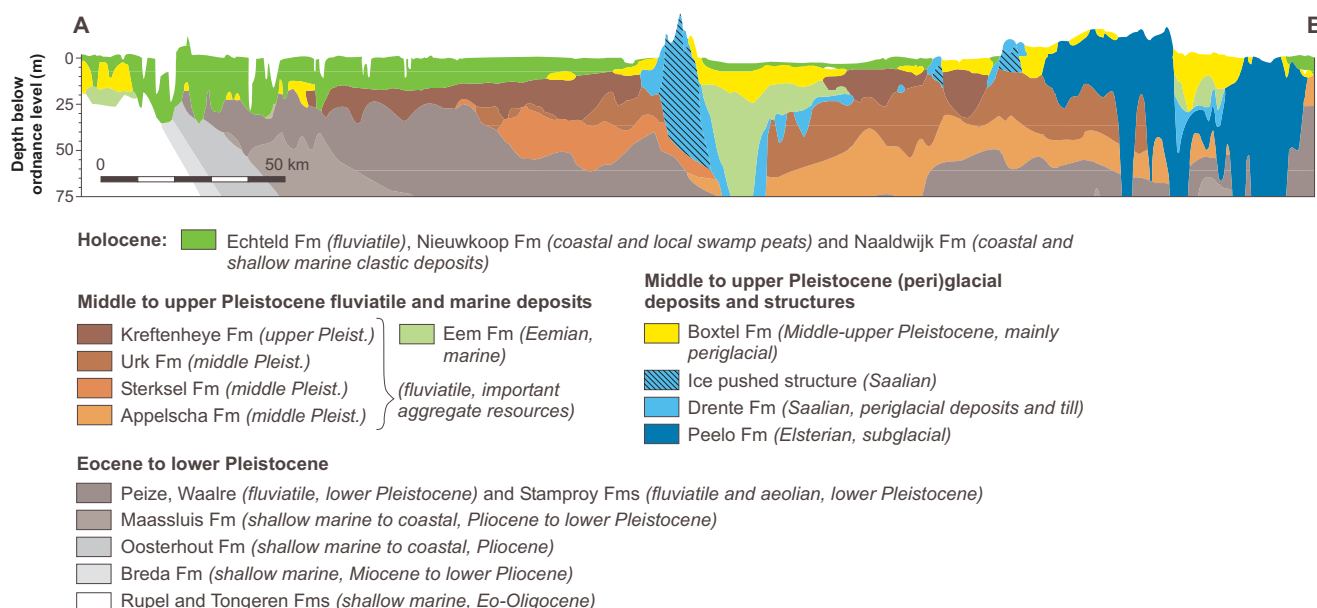 A
B
Depth below
ordnance level (m)
0
25
50
75
0
50 km
Holocene:
Echteld Fm (fluviatile), Nieuwkoop Fm (coastal and local swamp peats) and Naaldwijk Fm (coastal and
shallow marine clastic deposits)
Middle to upper Pleistocene fluviatile and marine deposits
Kreftenheye Fm (upper Pleist.)
Urk Fm (middle Pleist.)
Sterksel Fm (middle Pleist.)
Appelscha Fm (middle Pleist.)
Eem Fm (Eemian,
marine)
(fluviatile, important
aggregate resources)
Middle to upper Pleistocene (peri)glacial
deposits and structures
Boxtel Fm (Middle-upper Pleistocene, mainly
periglacial)
Ice pushed structure (Saalian)
Drente Fm (Saalian, periglacial deposits and till)
Peelo Fm (Elsterian, subglacial)
Eocene to lower Pleistocene
Peize, Waalre (fluviatile, lower Pleistocene) and Stamproy Fms (fluviatile and aeolian, lower Pleistocene)
Maassluis Fm (shallow marine to coastal, Pliocene to lower Pleistocene)
Oosterhout Fm (shallow marine to coastal, Pliocene)
Breda Fm (shallow marine, Miocene to lower Pliocene)
Rupel and Tongeren Fms (shallow marine, Eo-Oligocene)